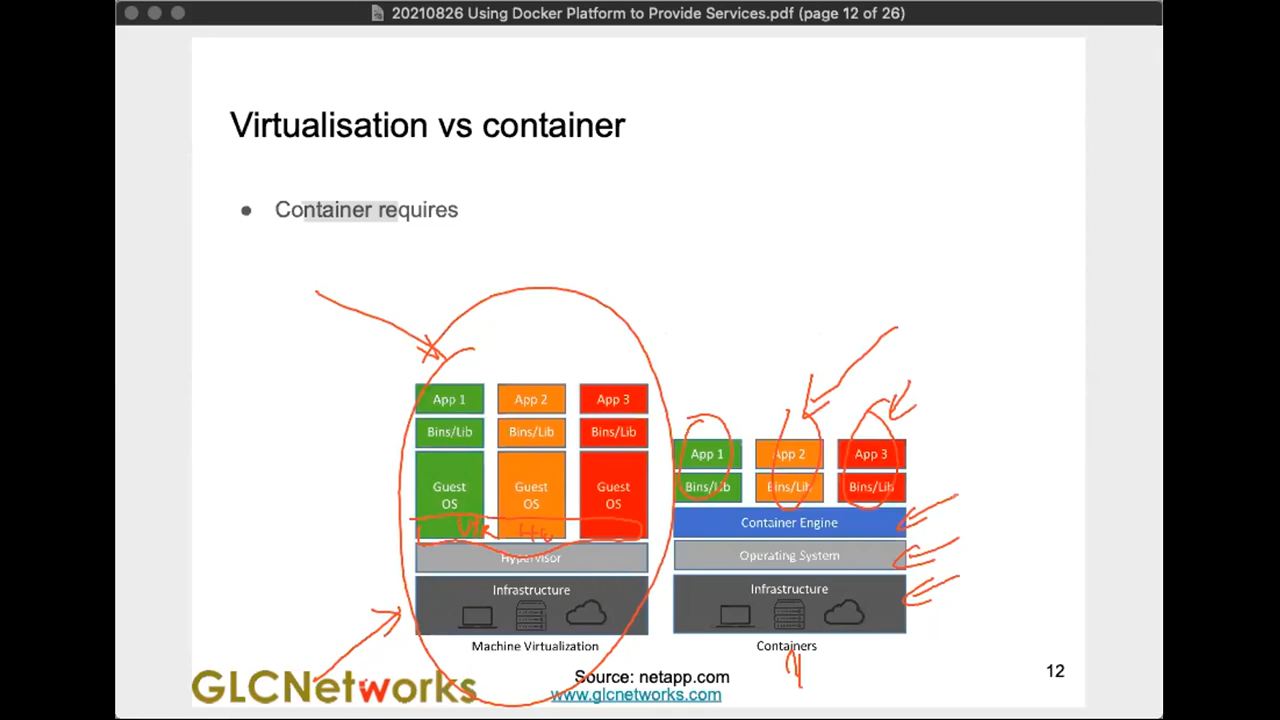 20210826 Using Docker Platform to Provide Services.pdf (page 12 of 26)
Virtualisation vs container
● Container requires
App 1 App 2 App 3
Bins/Lib Bins/Lib Bins/Lib
Guest OS Guest OS Guest OS
Hypervisor
Infrastructure
Machine Virtualization
App 1 App 2 App 3
Bins/Lib Bins/Lib Bins/Lib
Container Engine
Operating System
Infrastructure
Containers
GLCNetworks
Source: netapp.com
www.glcnetworks.com
12